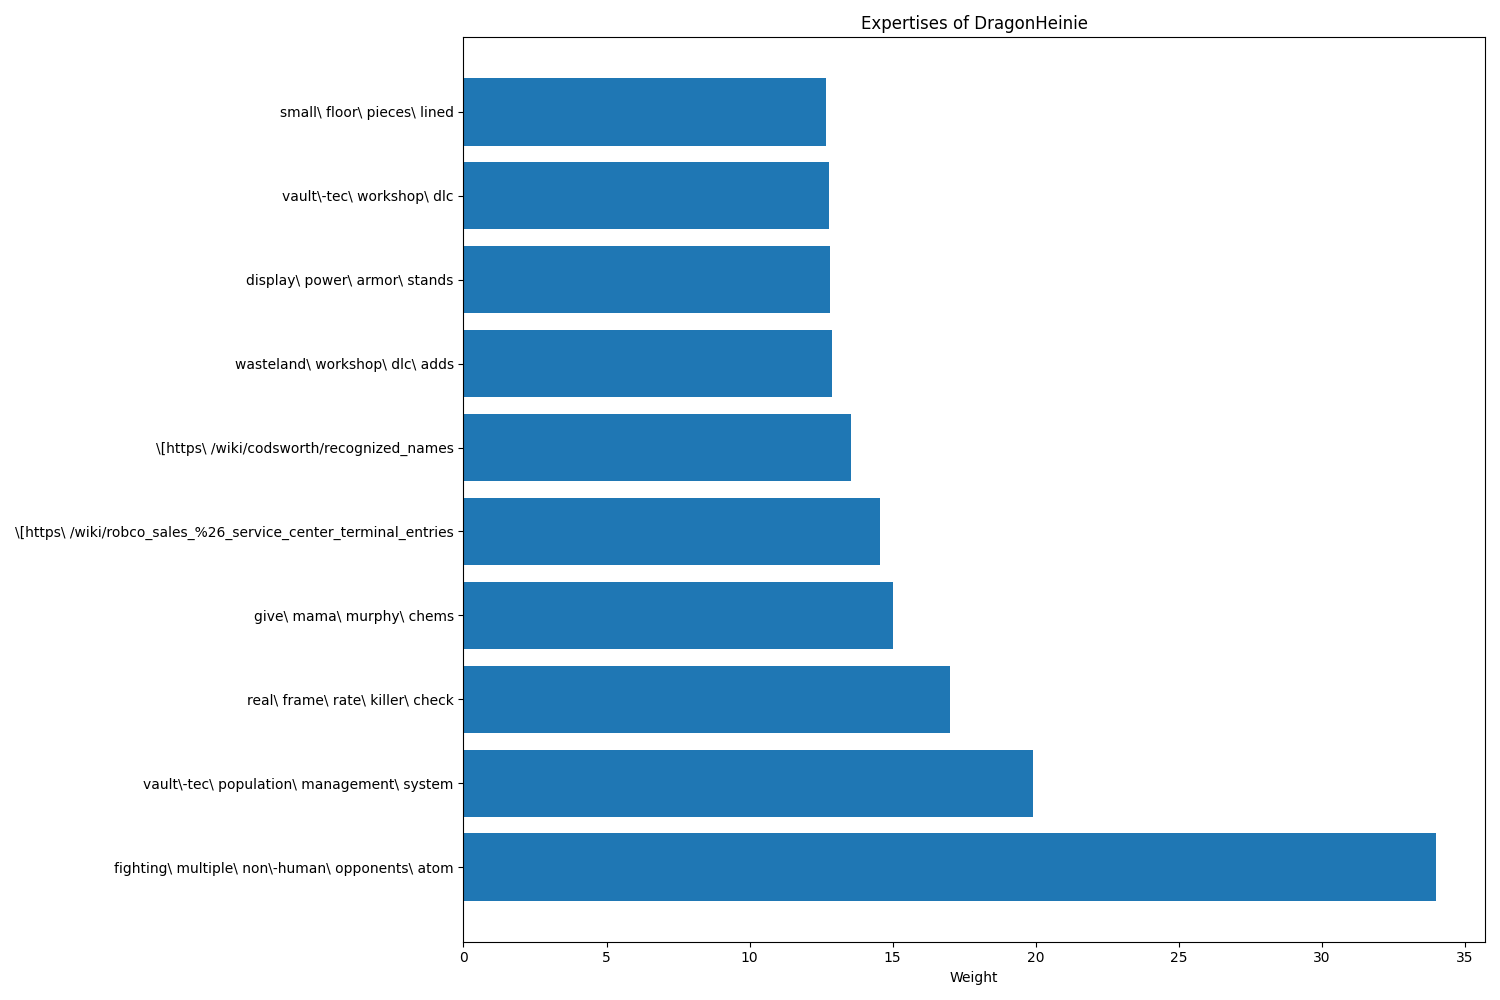 Expertises of DragonHeinie
small\ floor\ pieces\ lined
vault\-tec\ workshop\ dlc
display\ power\ armor\ stands
wasteland\ workshop\ dlc\ adds
\[https\ /wiki/codsworth/recognized_names
\[https\ /wiki/robco_sales_%26_service_center_terminal_entries
give\ mama\ murphy\ chems
real\ frame\ rate\ killer\ check
vault\-tec\ population\ management\ system
fighting\ multiple\ non\-human\ opponents\ atom
0 5 10 15 20 25 30 35
Weight